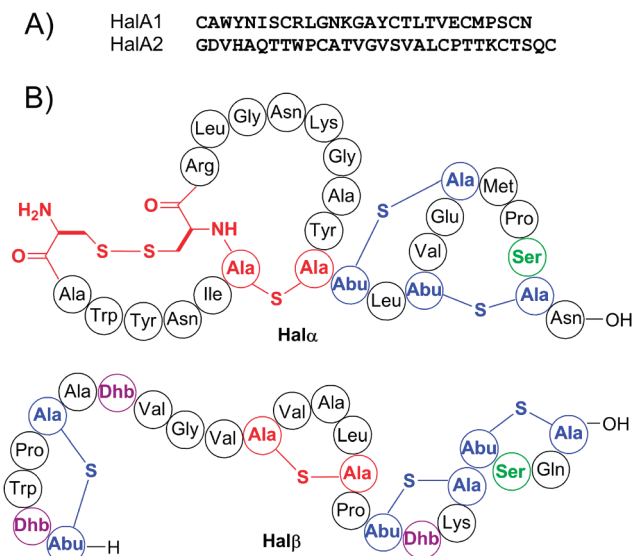 A)
HalA1 CAWYNISCRLGNKGAYCTLTVECMPSCN
HalA2 GDVHAQTTWPCATVGVSVALCPTTKCTSQC
B)
H₂N
O
S
S
O
NH
Ala
Trp
Tyr
Asn
Ile
Ala
S
Ala
Arg
Leu
Gly
Asn
Lys
Gly
Ala
Tyr
Abu
Leu
Abu
S
Val
Glu
Ala
Met
Pro
Ser
S
Ala
Asn
OH
Halα
H
Abu
Dhb
Trp
Pro
Ala
S
Ala
Dhb
Val
Gly
Val
Ala
S
Val
Ala
Leu
Ala
Pro
Abu
Dhb
Lys
Ala
S
Abu
Ser
Gln
Ala
S
OH
Halβ